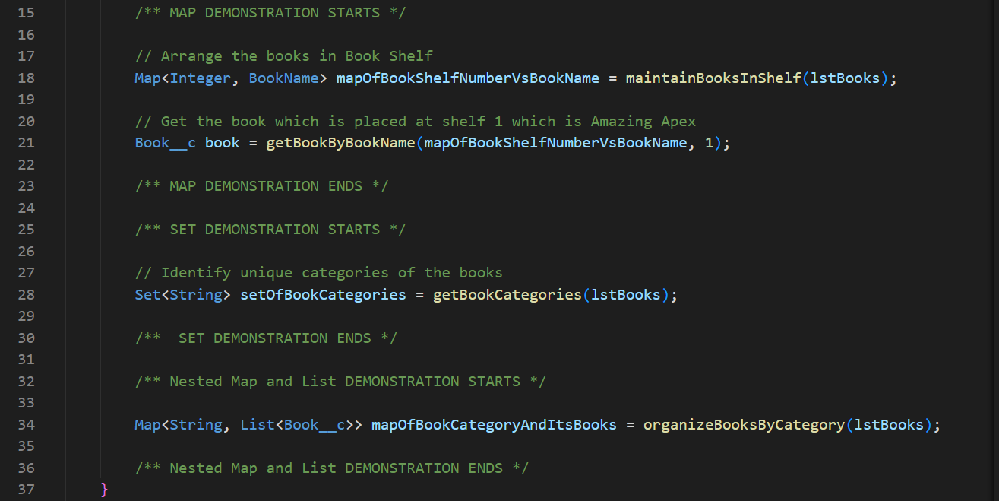 15 /** MAP DEMONSTRATION STARTS */
16
17 // Arrange the books in Book Shelf
18 Map<Integer, BookName> mapOfBookShelfNumberVsBookName = maintainBooksInShelf(lstBooks);
19
20 // Get the book which is placed at shelf 1 which is Amazing Apex
21 Book__c book = getBookByBookName(mapOfBookShelfNumberVsBookName, 1);
22
23 /** MAP DEMONSTRATION ENDS */
24
25 /** SET DEMONSTRATION STARTS */
26
27 // Identify unique categories of the books
28 Set<String> setOfBookCategories = getBookCategories(lstBooks);
29
30 /**  SET DEMONSTRATION ENDS */
31
32 /** Nested Map and List DEMONSTRATION STARTS */
33
34 Map<String, List<Book__c>> mapOfBookCategoryAndItsBooks = organizeBooksByCategory(lstBooks);
35
36 /** Nested Map and List DEMONSTRATION ENDS */
37 }